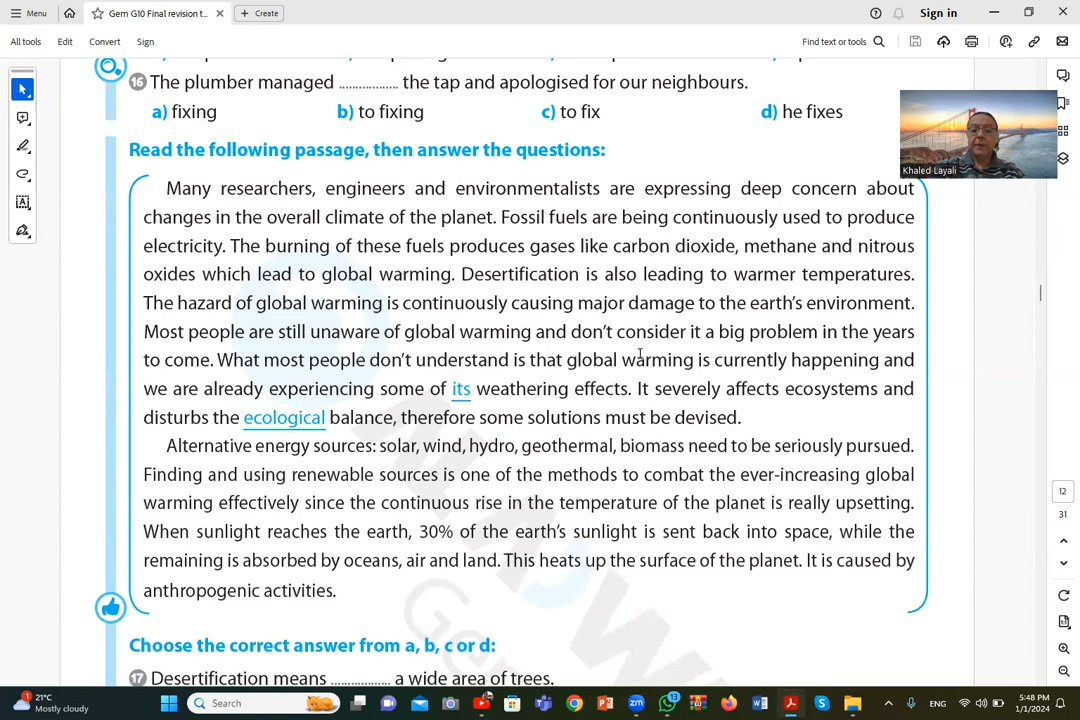 Menu
Gem G10 Final revision t...
Create
Sign in
All tools
Edit
Convert
Sign
Find text or tools
16 The plumber managed .................. the tap and apologised for our neighbours.
a) fixing b) to fixing c) to fix d) he fixes
Khaled Layali
Read the following passage, then answer the questions:
Many researchers, engineers and environmentalists are expressing deep concern about
changes in the overall climate of the planet. Fossil fuels are being continuously used to produce
electricity. The burning of these fuels produces gases like carbon dioxide, methane and nitrous
oxides which lead to global warming. Desertification is also leading to warmer temperatures.
The hazard of global warming is continuously causing major damage to the earth's environment.
Most people are still unaware of global warming and don't consider it a big problem in the years
to come. What most people don't understand is that global warming is currently happening and
we are already experiencing some of its weathering effects. It severely affects ecosystems and
disturbs the ecological balance, therefore some solutions must be devised.
Alternative energy sources: solar, wind, hydro, geothermal, biomass need to be seriously pursued.
Finding and using renewable sources is one of the methods to combat the ever-increasing global
warming effectively since the continuous rise in the temperature of the planet is really upsetting.
When sunlight reaches the earth, 30% of the earth's sunlight is sent back into space, while the
remaining is absorbed by oceans, air and land. This heats up the surface of the planet. It is caused by
anthropogenic activities.
12
31
Choose the correct answer from a, b, c or d:
17 Desertification means .................. a wide area of trees.
1
21°C
Mostly cloudy
Search
13
ENG
5:48 PM
1/1/2024